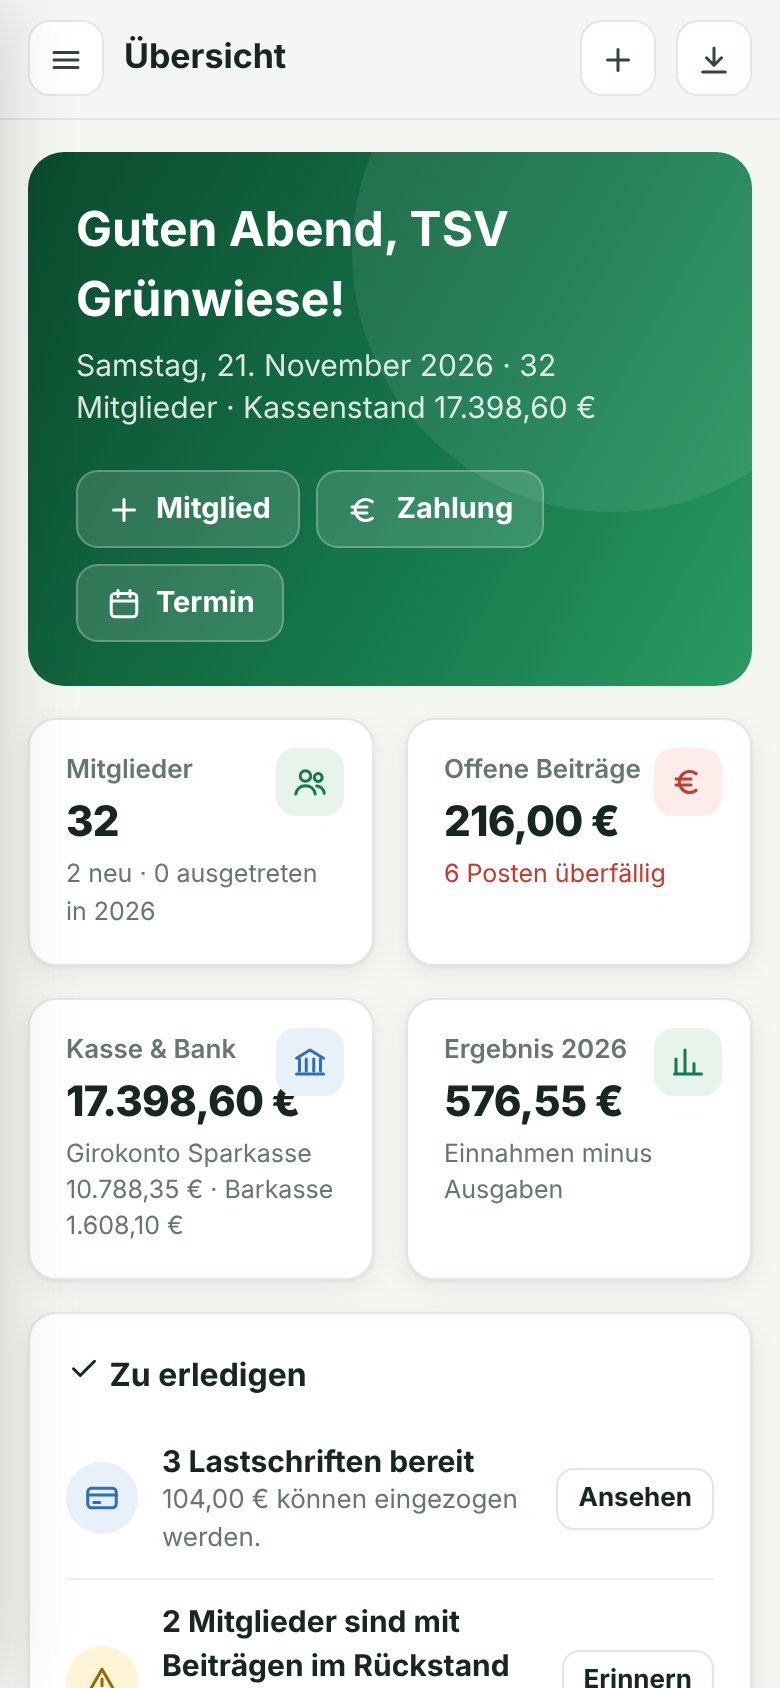 Übersicht
Guten Abend, TSV
Grünwiese!
Samstag, 21. November 2026 · 32
Mitglieder · Kassenstand 17.398,60 €
Mitglied
Zahlung
Termin
Mitglieder
32
2 neu · 0 ausgetreten
in 2026
Offene Beiträge
216,00 €
6 Posten überfällig
Kasse & Bank
17.398,60 €
Girokonto Sparkasse
10.788,35 € · Barkasse
1.608,10 €
Ergebnis 2026
576,55 €
Einnahmen minus
Ausgaben
Zu erledigen
3 Lastschriften bereit
104,00 € können eingezogen
werden.
Ansehen
2 Mitglieder sind mit
Beiträgen im Rückstand
Erinnern